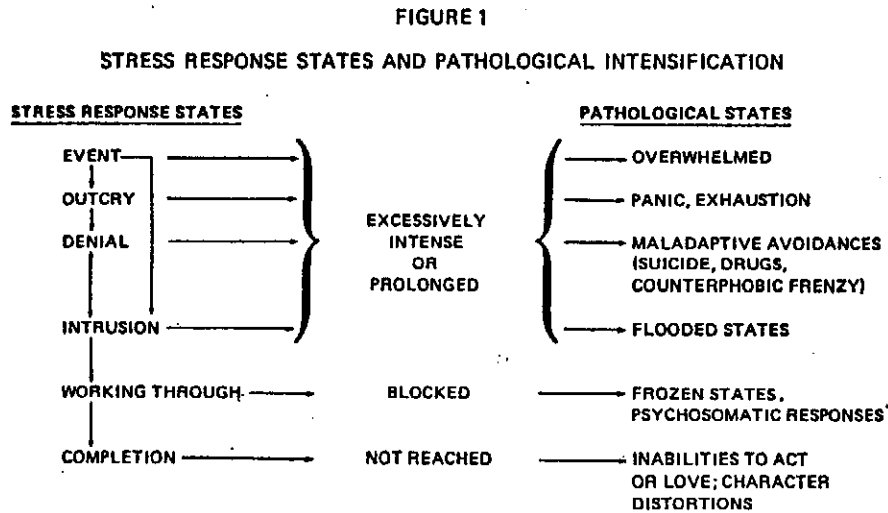 FIGURE 1
STRESS RESPONSE STATES AND PATHOLOGICAL INTENSIFICATION
STRESS RESPONSE STATES
PATHOLOGICAL STATES
EVENT
OVERWHELMED
OUTCRY
PANIC, EXHAUSTION
DENIAL
EXCESSIVELY
INTENSE
OR
PROLONGED
MALADAPTIVE AVOIDANCES
(SUICIDE, DRUGS,
COUNTERPHOBIC FRENZY)
INTRUSION
FLOODED STATES
WORKING THROUGH
BLOCKED
FROZEN STATES,
PSYCHOSOMATIC RESPONSES
COMPLETION
NOT REACHED
INABILITIES TO ACT
OR LOVE; CHARACTER
DISTORTIONS